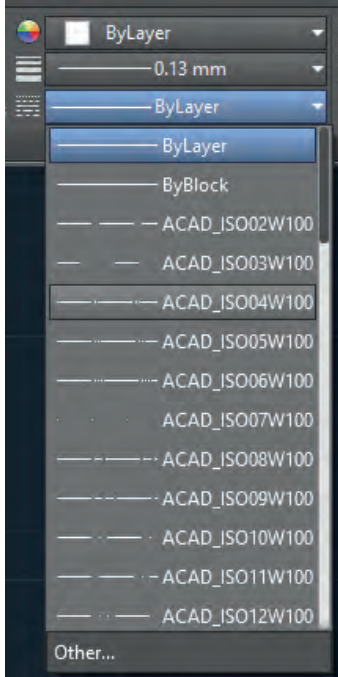 ByLayer
0.13 mm
ByLayer
ByLayer
ByBlock
ACAD_ISO02W100
ACAD_ISO03W100
ACAD_ISO04W100
ACAD_ISO05W100
ACAD_ISO06W100
ACAD_ISO07W100
ACAD_ISO08W100
ACAD_ISO09W100
ACAD_ISO10W100
ACAD_ISO11W100
ACAD_ISO12W100
Other...